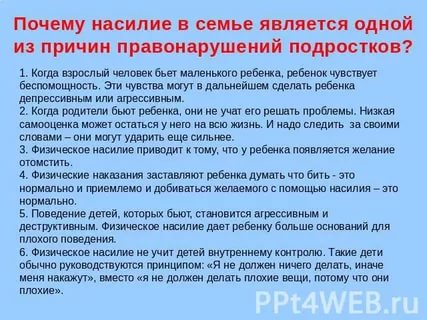 Почему насилие в семье является одной
из причин правонарушений подростков?
1. Когда взрослый человек бьет маленького ребенка, ребенок чувствует
беспомощность. Эти чувства могут в дальнейшем сделать ребенка
депрессивным или агрессивным.
2. Когда родители бьют ребенка, они не учат его решать проблемы. Низкая
самооценка может остаться у него на всю жизнь. И надо следить  за своими
словами – они могут ударить еще сильнее.
3. Физическое насилие приводит к тому, что у ребенка появляется желание
отомстить.
4. Физические наказания заставляют ребенка думать что бить - это
нормально и приемлемо и добиваться желаемого с помощью насилия – это
нормально.
5. Поведение детей, которых бьют, становится агрессивным и
деструктивным. Физическое насилие дает ребенку больше оснований для
плохого поведения.
6. Физическое насилие не учит детей внутреннему контролю. Такие дети
обычно руководствуются принципом: «Я не должен ничего делать, иначе
меня накажут», вместо «я не должен делать плохие вещи, потому что они
плохие».
PPt4WEB.ru